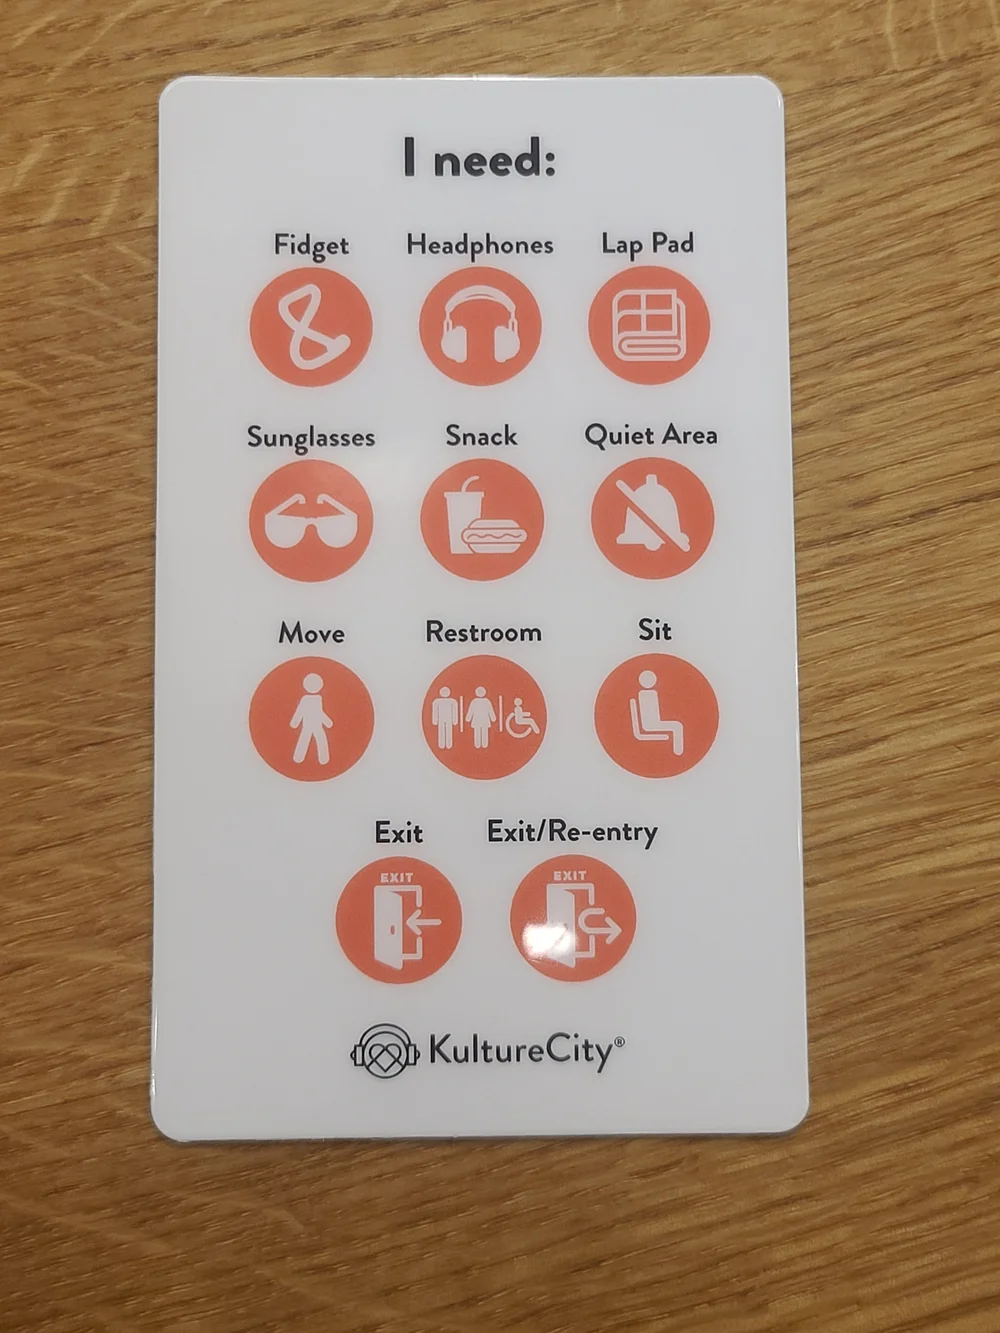 I need:
Fidget Headphones Lap Pad
Sunglasses Snack Quiet Area
Move Restroom Sit
Exit Exit/Re-entry
EXIT EXIT
KultureCity®